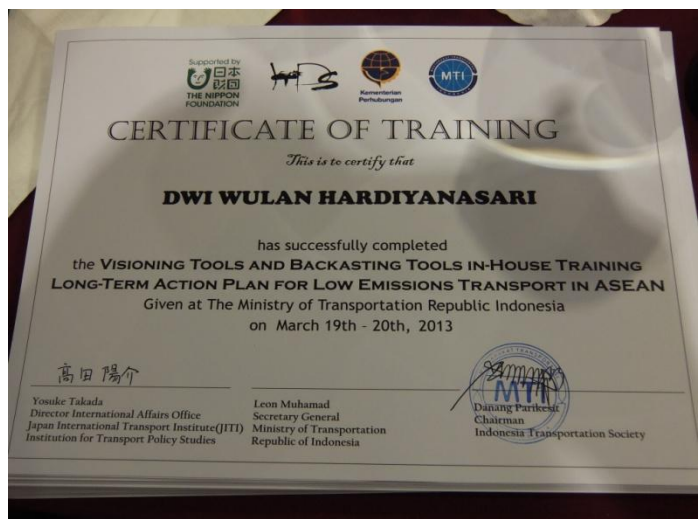 Supported by
日本
財団
THE NIPPON
FOUNDATION
Kementerian
Perhubungan
MTI
CERTIFICATE OF TRAINING
This is to certify that
DWI WULAN HARDIYANASARI
has successfully completed
the VISIONING TOOLS AND BACKASTING TOOLS IN-HOUSE TRAINING
LONG-TERM ACTION PLAN FOR LOW EMISSIONS TRANSPORT IN ASEAN
Given at The Ministry of Transportation Republic Indonesia
on March 19th - 20th, 2013
高田 陽介
Yosuke Takada
Director International Affairs Office
Japan International Transport Institute(JITI)
Institution for Transport Policy Studies
Leon Muhamad
Secretary General
Ministry of Transportation
Republic of Indonesia
MTI
Danang Parikesit
Chairman
Indonesia Transportation Society